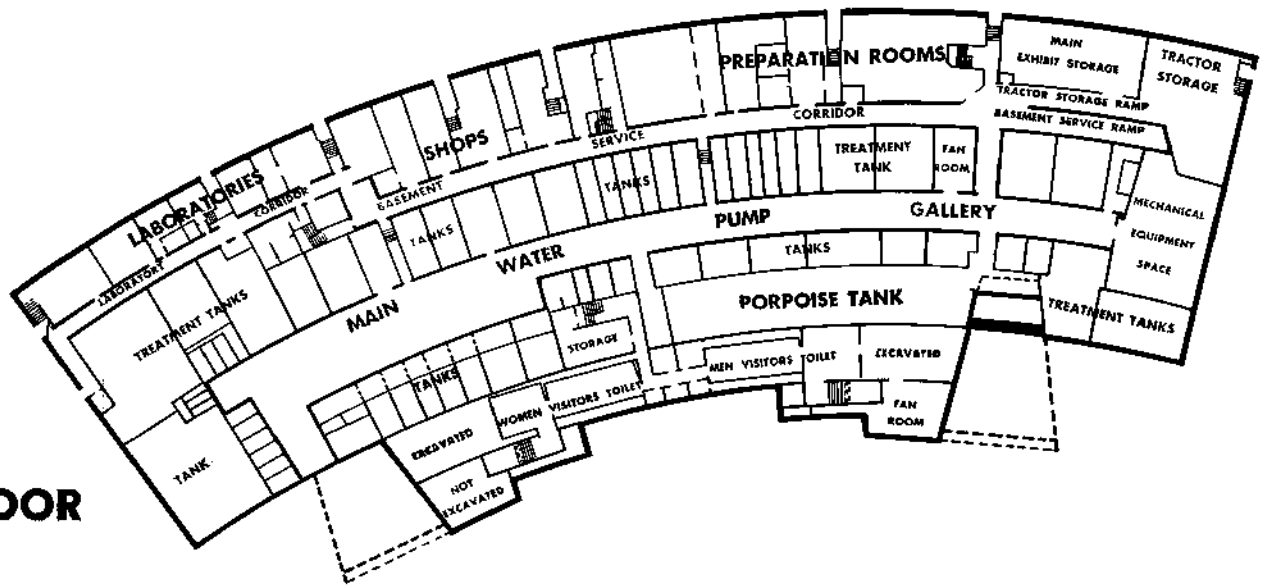 MAIN
EXHIBIT STORAGE
TRACTOR
STORAGE
PREPARATION ROOMS
TRACTOR STORAGE RAMP
BASEMENT SERVICE RAMP
CORRIDOR
SERVICE
BASEMENT
SHOPS
LABORATORIES
CORRIDOR
LABORATORY
TREATMENT
TANK
FAN
ROOM
TANKS
TANKS
MAIN WATER PUMP GALLERY
MECHANICAL
EQUIPMENT
SPACE
TREATMENT TANKS
TANKS
PORPOISE TANK
TREATMENT TANKS
STORAGE
TANKS
MEN VISITORS TOILET
EXCAVATED
WOMEN VISITORS TOILET
FAN
ROOM
EXCAVATED
TANK
NOT
EXCAVATED
OOR